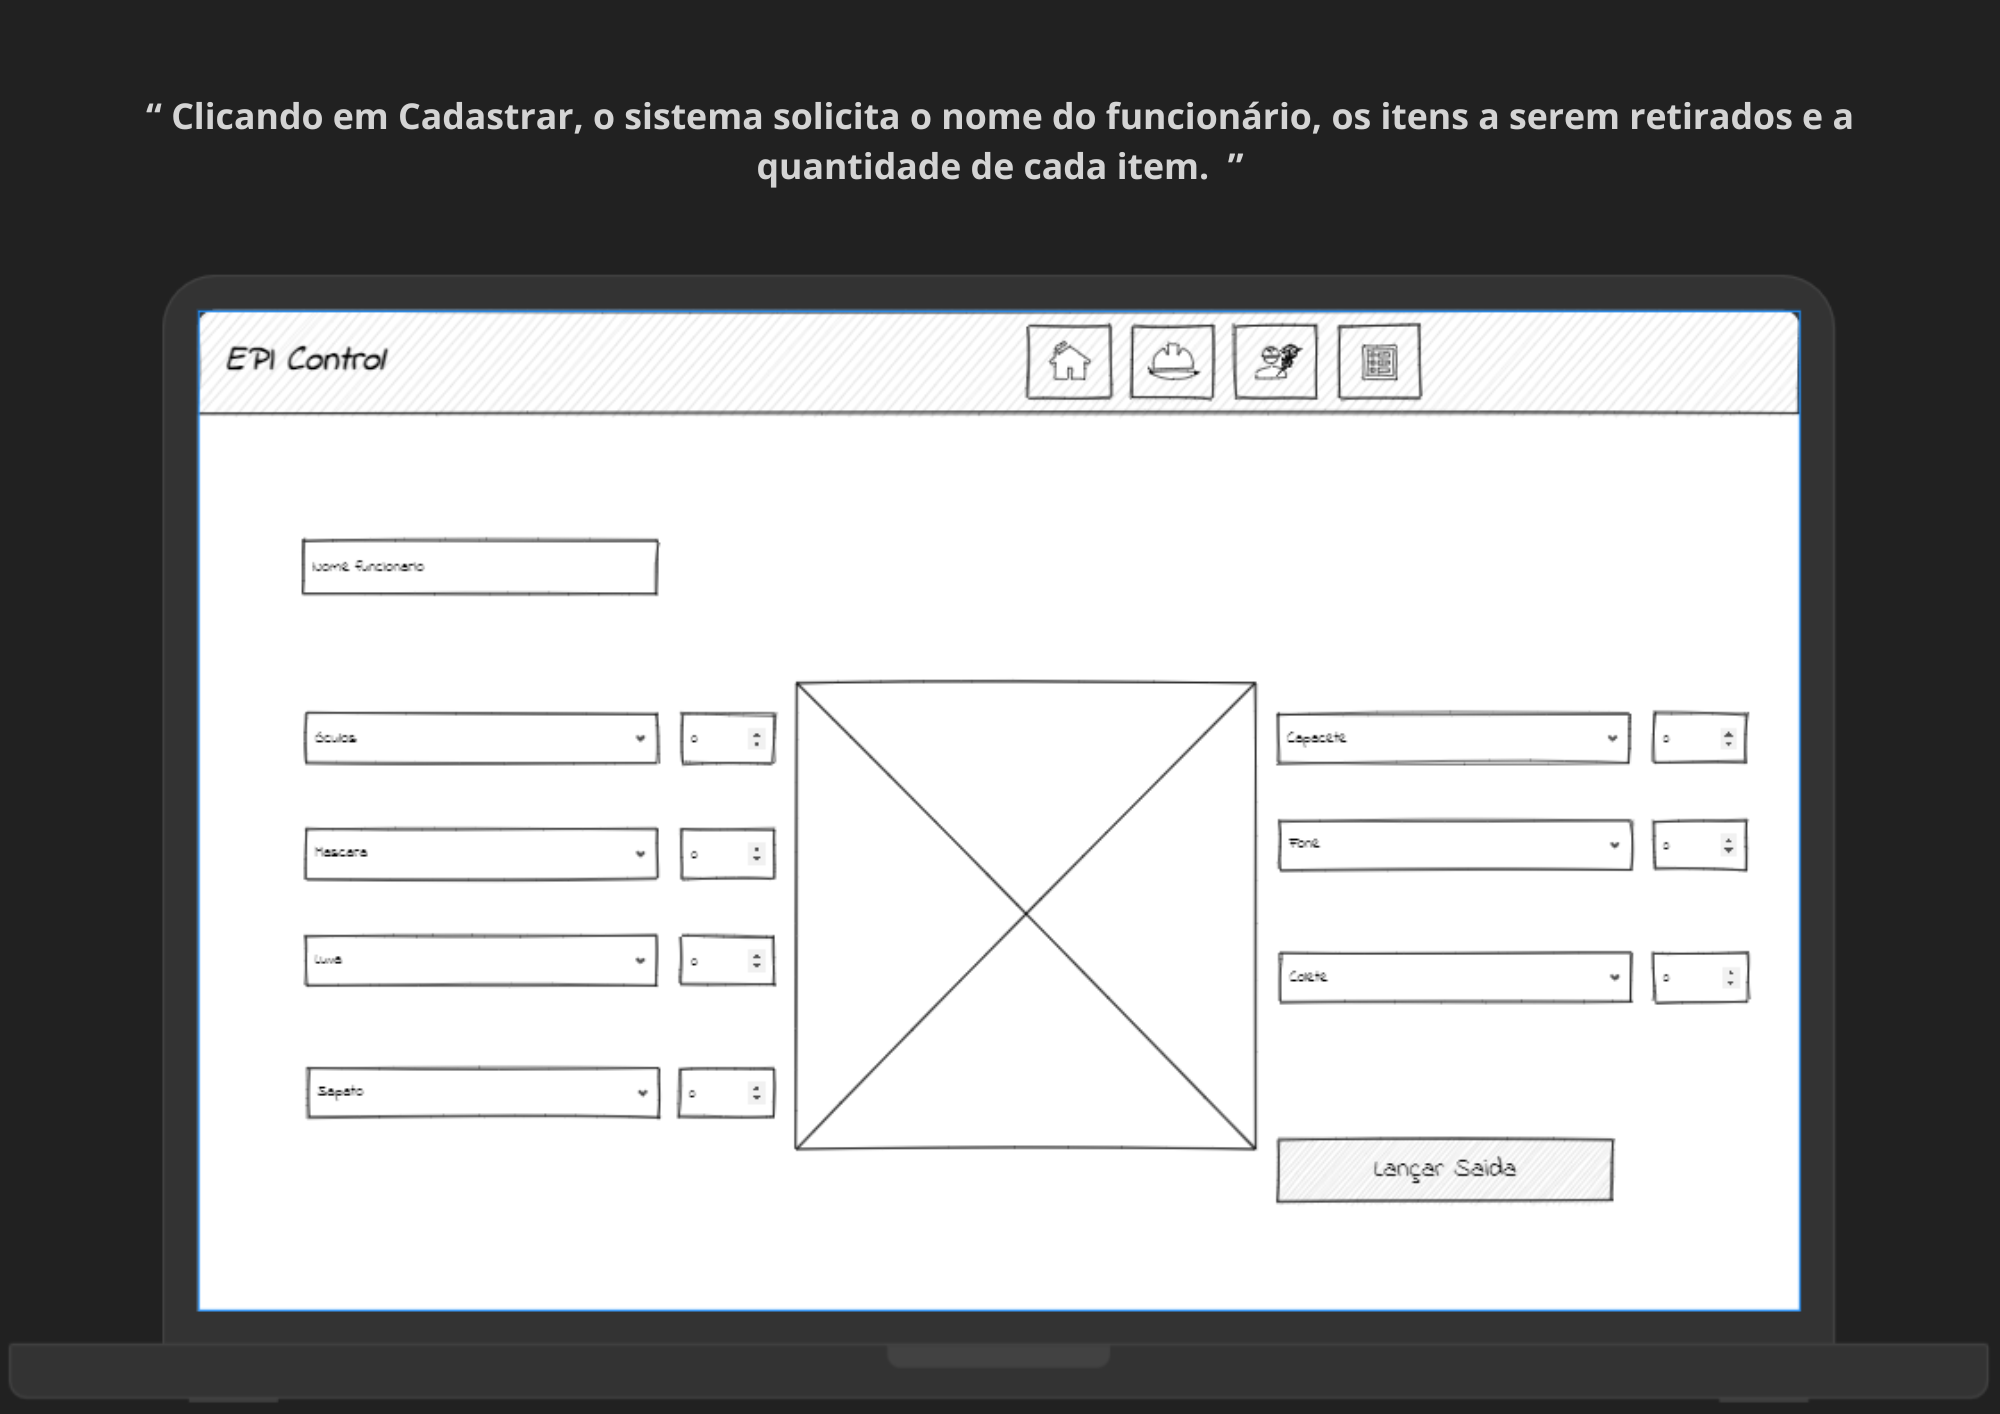 “ Clicando em Cadastrar, o sistema solicita o nome do funcionário, os itens a serem retirados e a
quantidade de cada item. ”
EPI Control
Nome funcionario
Óculos
0
Capacete
0
Mascara
0
Fone
0
Luva
0
Colete
0
Sapato
0
Lançar Saida